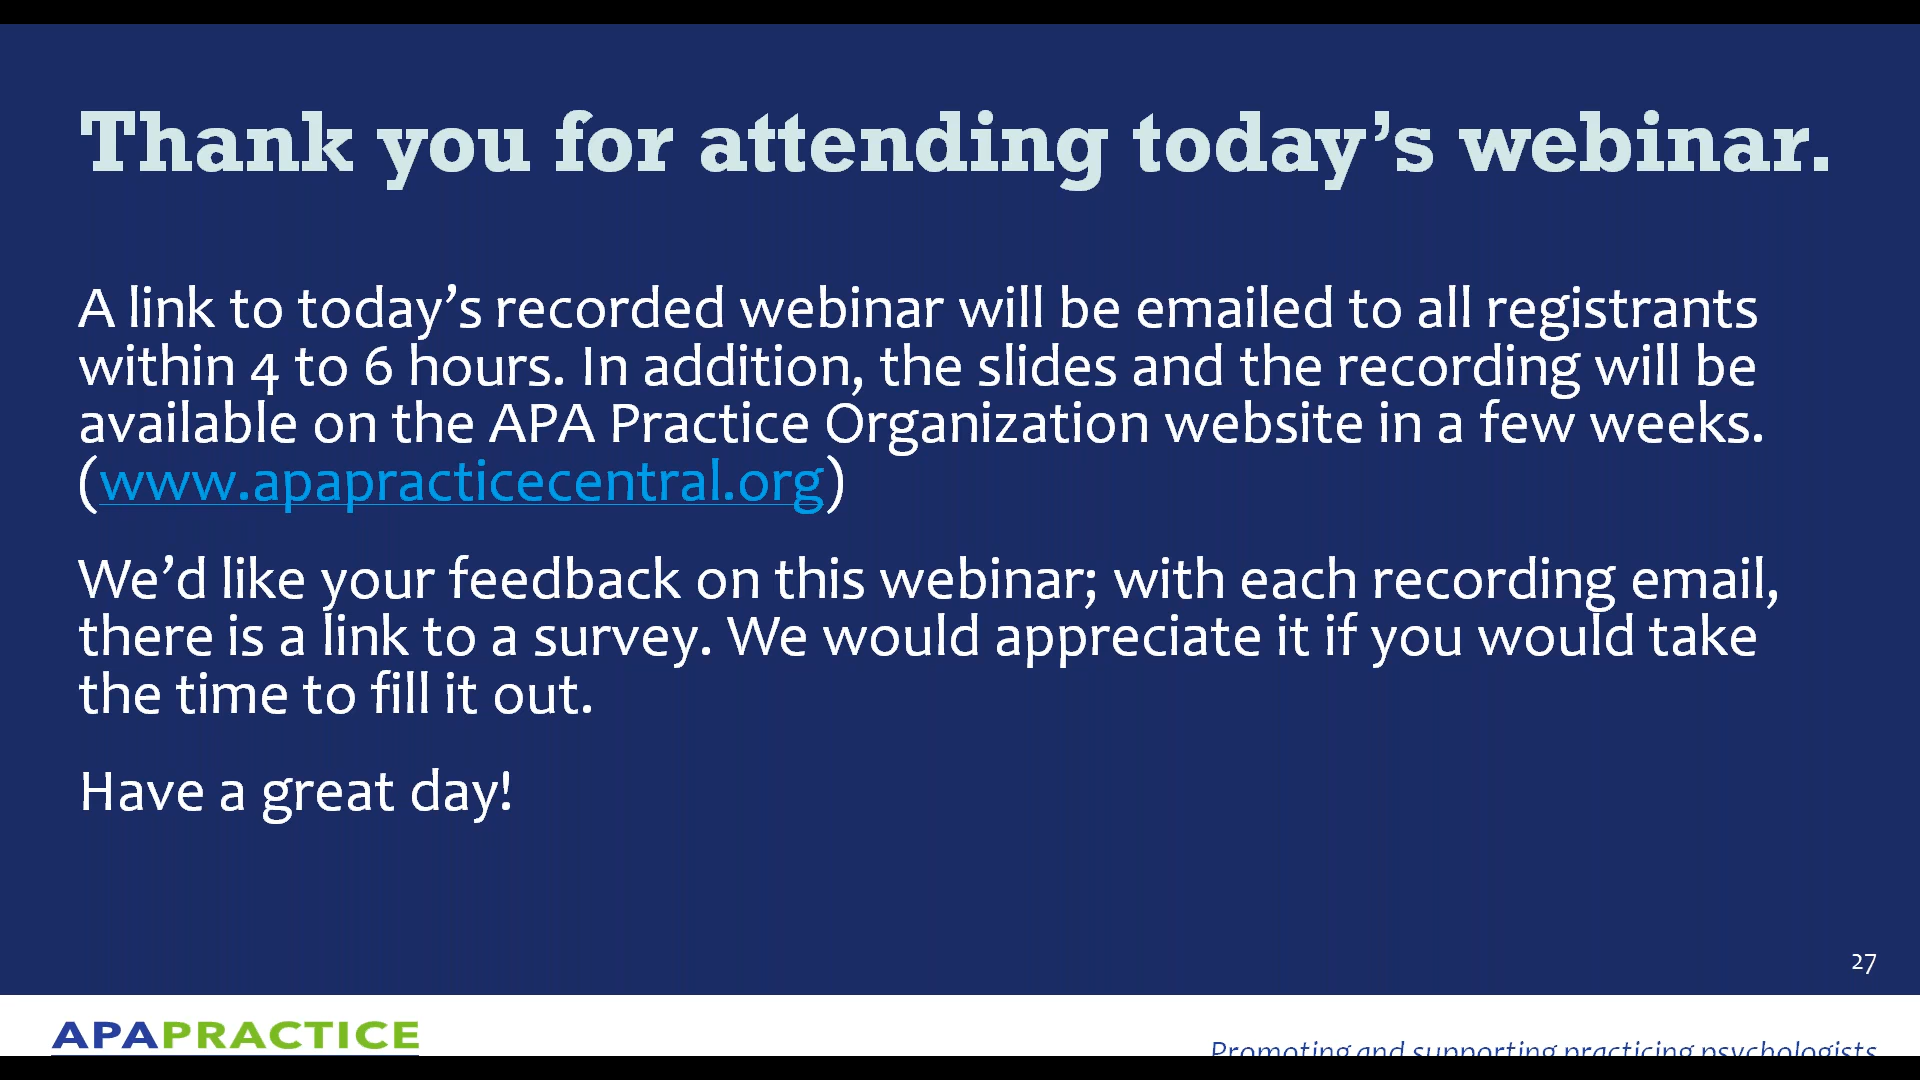 Thank you for attending today’s webinar.
A link to today’s recorded webinar will be emailed to all registrants
within 4 to 6 hours. In addition, the slides and the recording will be
available on the APA Practice Organization website in a few weeks.
(www.apapracticecentral.org)
We’d like your feedback on this webinar; with each recording email,
there is a link to a survey. We would appreciate it if you would take
the time to fill it out.
Have a great day!
27
APAPRACTICE
Promoting and supporting practicing psychologists